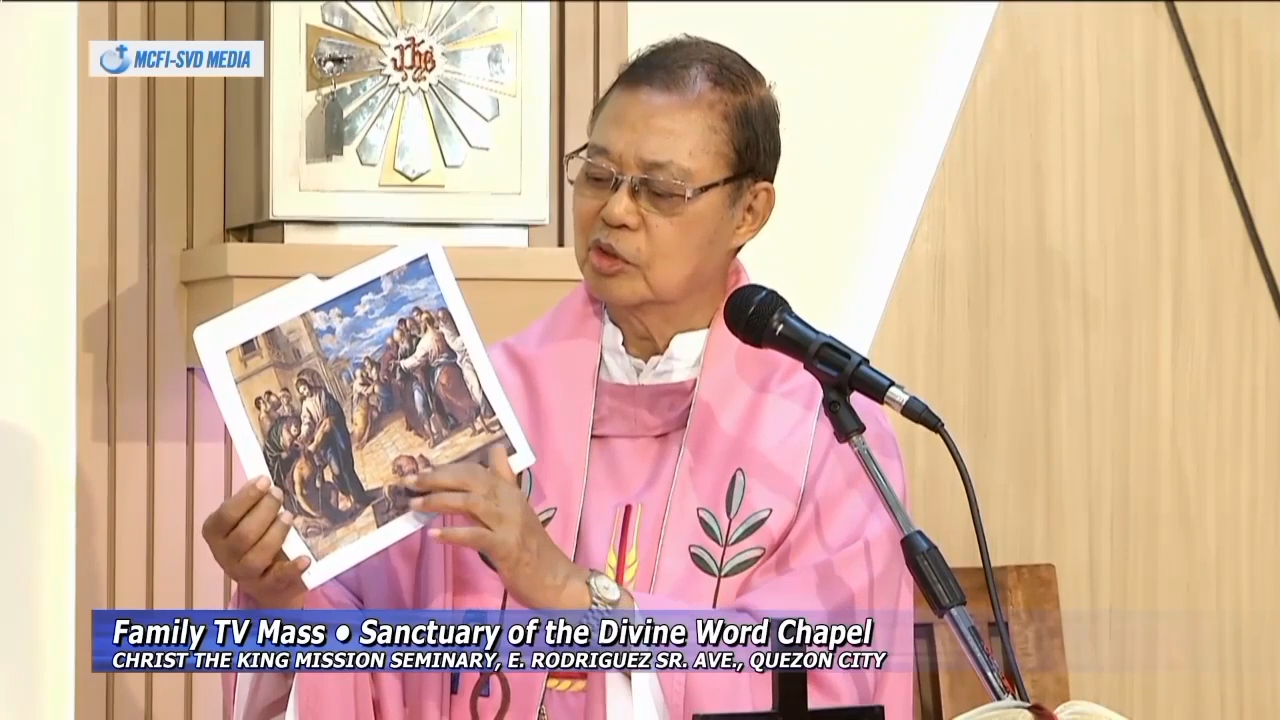 MCFI-SVD MEDIA
Jhs
Family TV Mass • Sanctuary of the Divine Word Chapel
CHRIST THE KING MISSION SEMINARY, E. RODRIGUEZ SR. AVE., QUEZON CITY